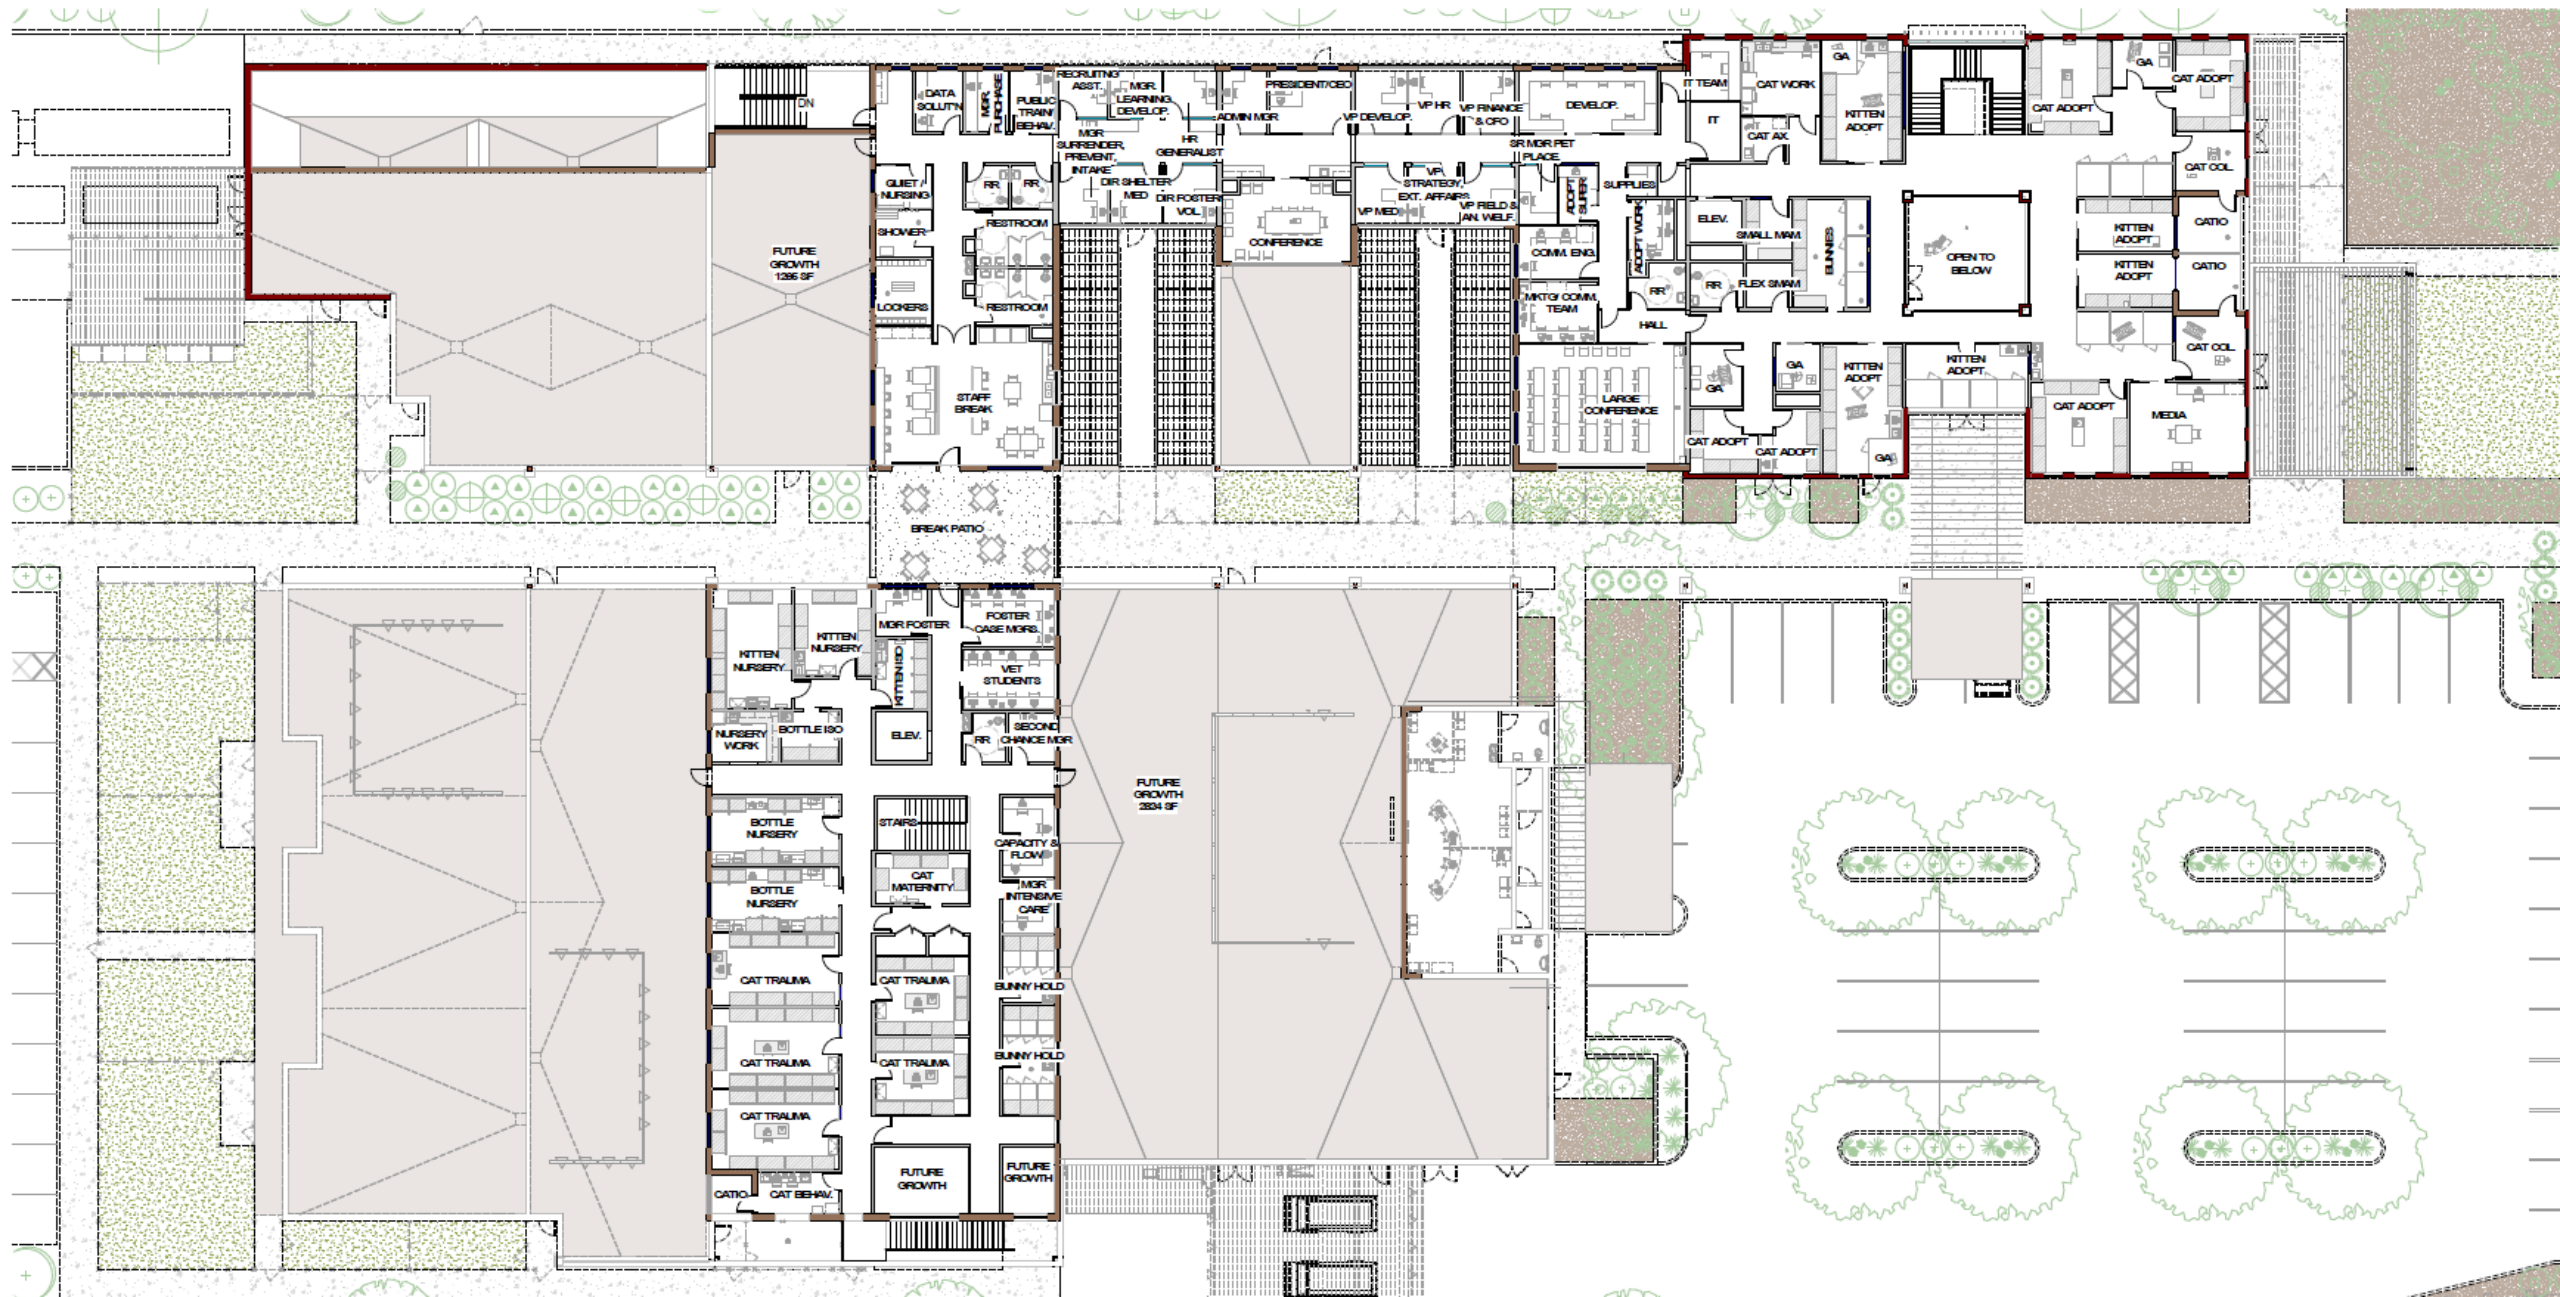 DN
DATA
SOLUT'N
MGR.
PURCHASE
PUBLIC
TRAIN/
BEHAV.
RECRUITING
ASST.
MGR.
LEARNING
DEVELOP.
MGR
SURRENDER,
PREVENT,
INTAKE
HR
GENERALIST
DIR SHELTER
MED
DIR FOSTER/
VOL.
ADMIN MGR
PRESIDENT/CEO
VP DEVELOP.
VP HR
VP FINANCE
& CFO
DEVELOP.
SR MGR PET
PLACE.
VP
STRATEGY,
EXT. AFFAIRS
VP MED
VP FIELD &
AN. WELF.
CONFERENCE
ADOPT
SUPER
SUPPLIES
ADOPT WORK
COMM. ENG.
MKTG/ COMM.
TEAM
RR
HALL
LARGE
CONFERENCE
QUIET /
NURSING
RR
RR
SHOWER
RESTROOM
LOCKERS
RESTROOM
STAFF
BREAK
FUTURE
GROWTH
1265 SF
BREAK PATIO
IT TEAM
IT
CAT WORK
CAT AX.
GA
KITTEN
ADOPT
CAT ADOPT
GA
CAT ADOPT
CAT COL.
ELEV.
SMALL MAM.
BUNNIES
FLEX SMAM.
RR
OPEN TO
BELOW
KITTEN
ADOPT
CATIO
KITTEN
ADOPT
CATIO
CAT COL.
GA
GA
KITTEN
ADOPT
KITTEN
ADOPT
CAT ADOPT
CAT ADOPT
GA
CAT ADOPT
MEDIA
MGR FOSTER
FOSTER
CASE MGRS.
KITTEN
NURSERY
KITTEN
NURSERY
KITTEN ISO
VET
STUDENTS
NURSERY
WORK
BOTTLE ISO
ELEV.
RR
SECOND
CHANCE MGR
BOTTLE
NURSERY
STAIRS
CAPACITY &
FLOW
BOTTLE
NURSERY
CAT
MATERNITY
MGR
INTENSIVE
CARE
CAT TRAUMA
CAT TRAUMA
BUNNY HOLD
CAT TRAUMA
CAT TRAUMA
BUNNY HOLD
CAT TRAUMA
FUTURE
GROWTH
FUTURE
GROWTH
CATIO
CAT BEHAV.
FUTURE
GROWTH
2824 SF